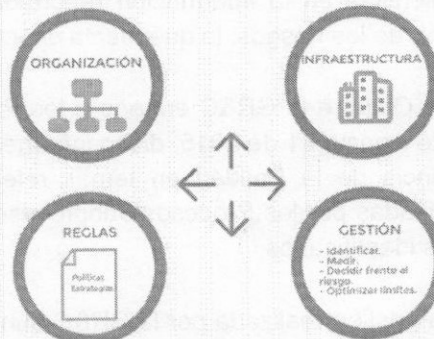 ORGANIZACIÓN
INFRAESTRUCTURA
REGLAS
Políticas
Estrategias
GESTIÓN
- Identificar.
- Medir.
- Decidir frente al
riesgo.
- Optimizar límites.